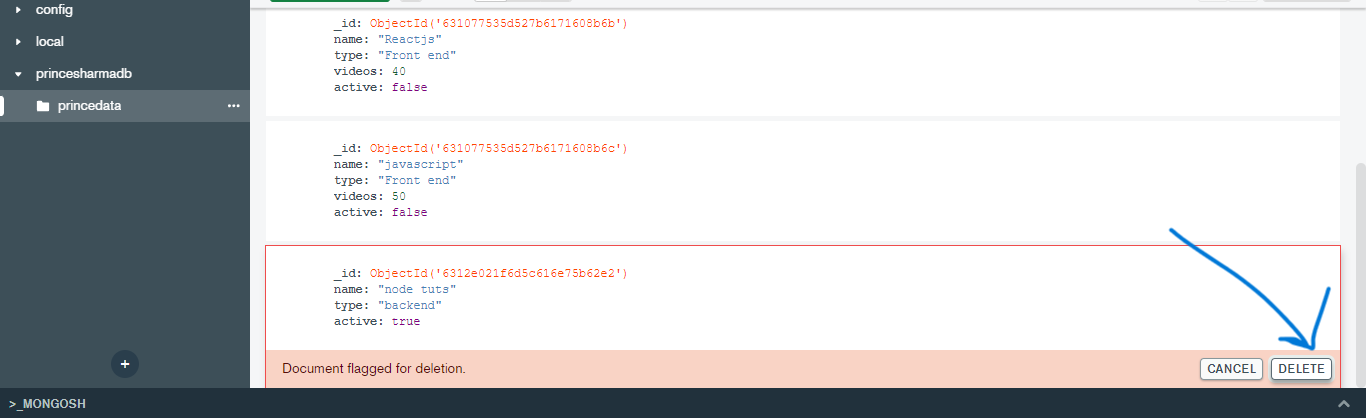 config
local
princesharmadb
princedata
_id: ObjectId('631077535d527b6171608b6b')
name: "Reactjs"
type: "Front end"
videos: 40
active: false
_id: ObjectId('631077535d527b6171608b6c')
name: "javascript"
type: "Front end"
videos: 50
active: false
_id: ObjectId('6312e021f6d5c616e75b62e2')
name: "node tuts"
type: "backend"
active: true
Document flagged for deletion.
CANCEL
DELETE
>_MONGOSH